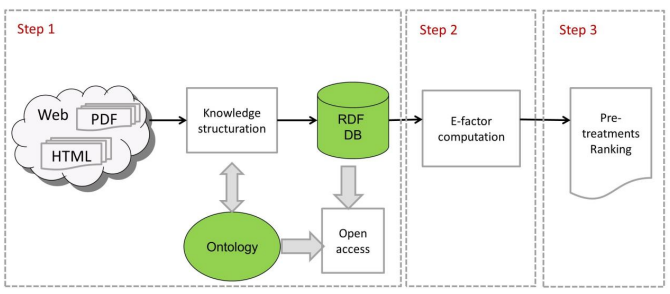 Step 1
Step 2
Step 3
Web
PDF
HTML
Knowledge
structuration
RDF
DB
E-factor
computation
Pre-
treatments
Ranking
Ontology
Open
access